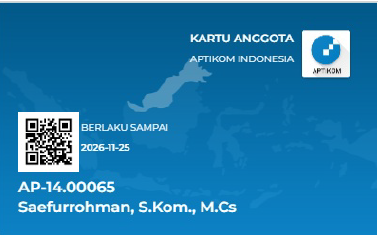 KARTU ANGGOTA
APTIKOM INDONESIA
APTIKOM
BERLAKU SAMPAI
2026-11-25
AP-14.00065
Saefurrohman, S.Kom., M.Cs